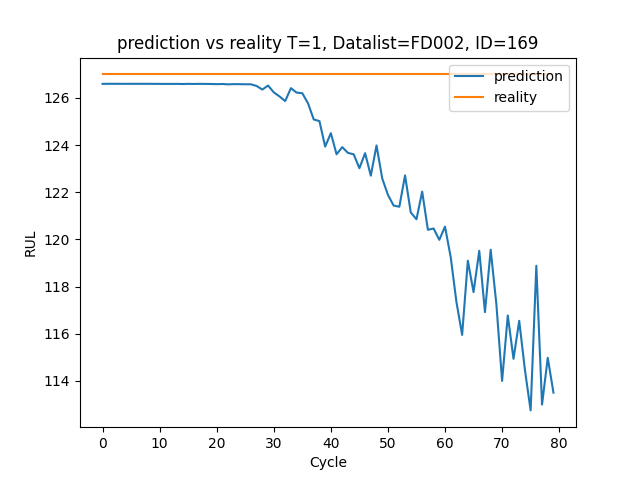 prediction vs reality T=1, Datalist=FD002, ID=169
prediction
reality
126
124
122
120
118
116
114
RUL
0 10 20 30 40 50 60 70 80
Cycle